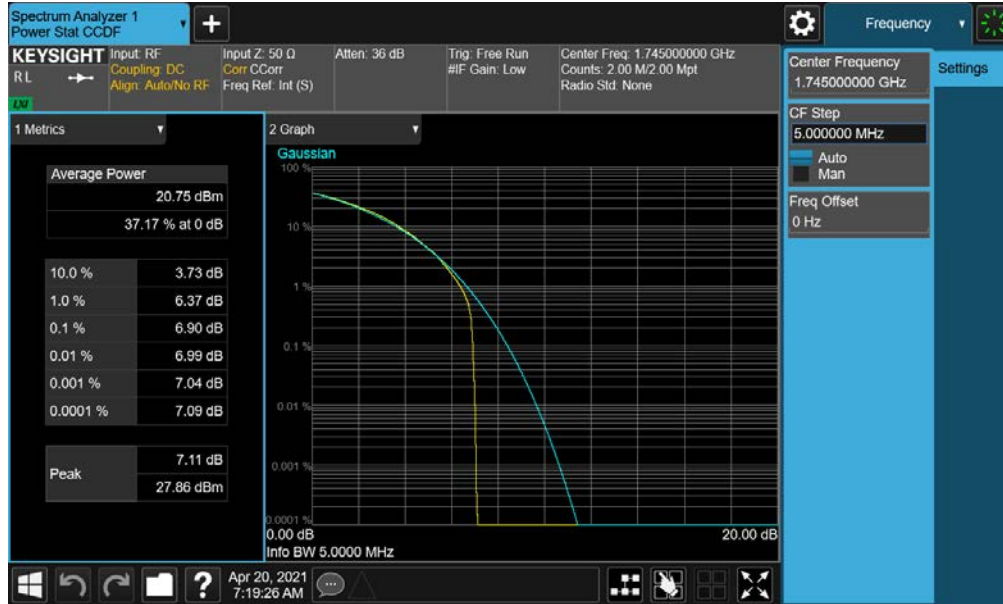 Spectrum Analyzer 1
Power Stat CCDF
+
Frequency
KEYSIGHT
RL
LXI
Input: RF
Coupling: DC
Align: Auto/No RF
Input Z: 50 Ω
Corr CCorr
Freq Ref: Int (S)
Atten: 36 dB
Trig: Free Run
#IF Gain: Low
Center Freq: 1.745000000 GHz
Counts: 2.00 M/2.00 Mpt
Radio Std: None
Center Frequency
1.745000000 GHz
Settings
CF Step
5.000000 MHz
Auto
Man
Freq Offset
0 Hz
1 Metrics
Average Power
20.75 dBm
37.17 % at 0 dB
10.0 % 3.73 dB
1.0 % 6.37 dB
0.1 % 6.90 dB
0.01 % 6.99 dB
0.001 % 7.04 dB
0.0001 % 7.09 dB
Peak 7.11 dB
27.86 dBm
2 Graph
Gaussian
100 %
10 %
1 %
0.1 %
0.01 %
0.001 %
0.0001 %
0.00 dB 20.00 dB
Info BW 5.0000 MHz
?
Apr 20, 2021
7:19:26 AM